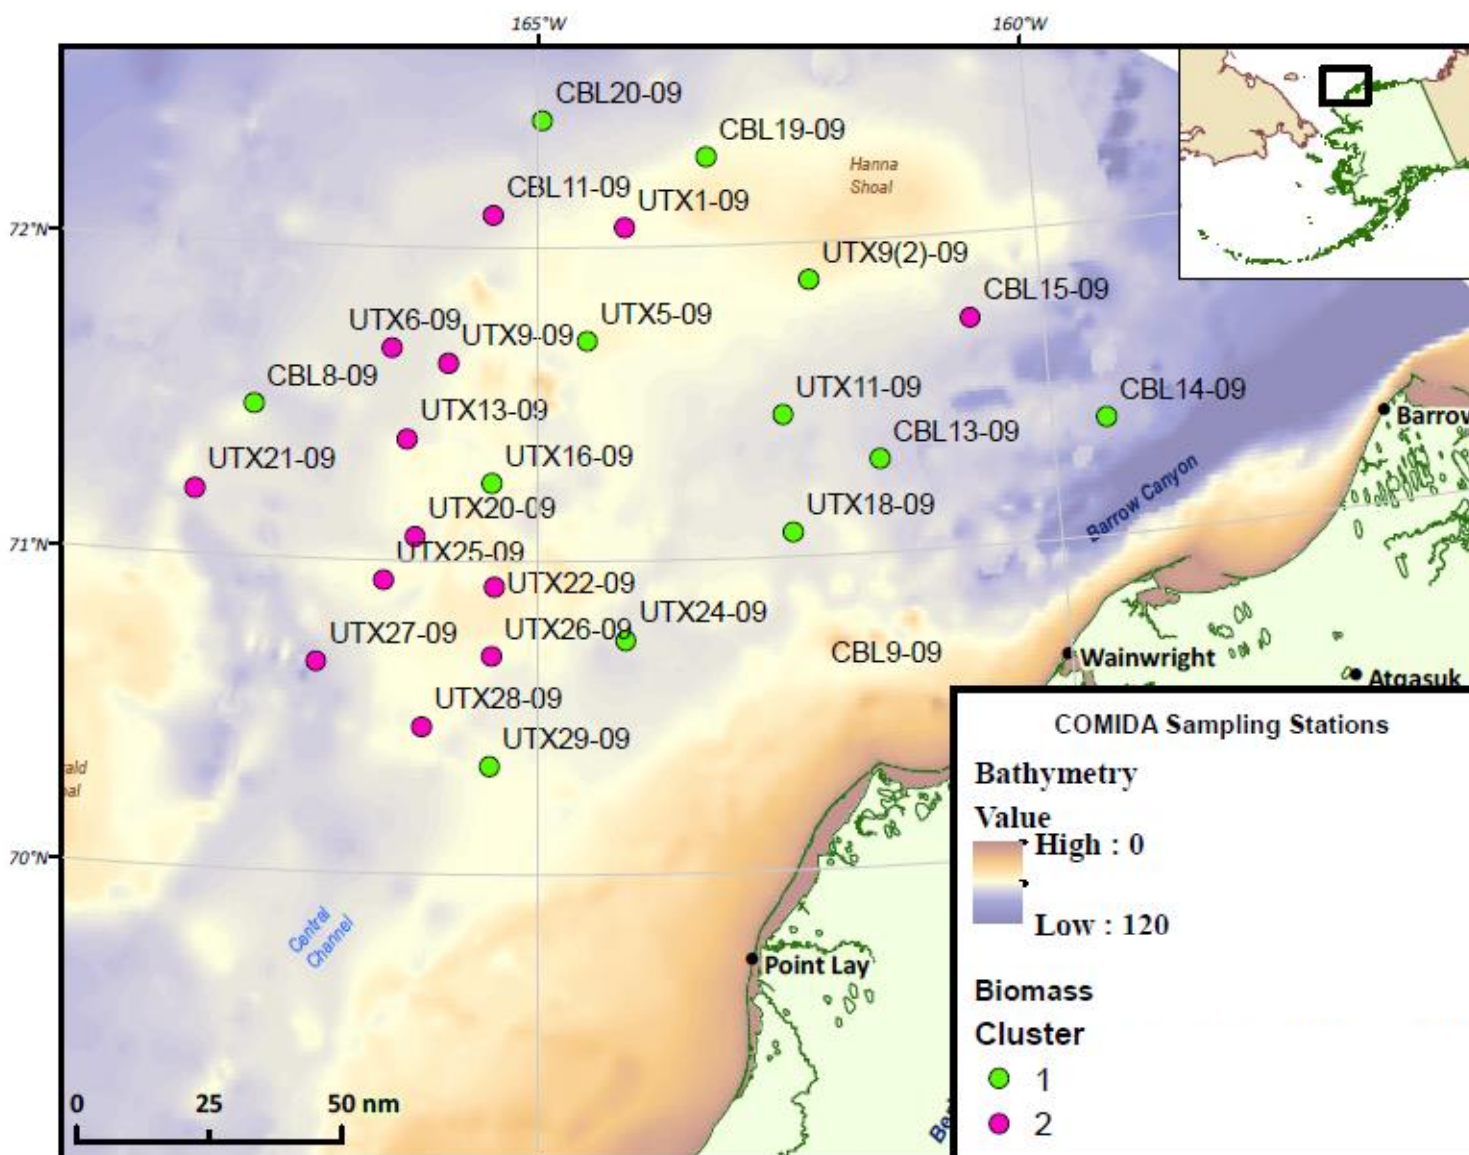 165°W
160°W
CBL20-09
CBL19-09
Hanna
Shoal
CBL11-09
UTX1-09
72°N
UTX9(2)-09
CBL15-09
UTX5-09
UTX6-09
UTX9-09
CBL8-09
UTX11-09
CBL14-09
UTX13-09
Barrow
CBL13-09
UTX21-09
UTX16-09
Barrow Canyon
UTX20-09
UTX18-09
71°N
UTX25-09
UTX22-09
UTX24-09
UTX27-09
UTX26-09
CBL9-09
Wainwright
Atqasuk
UTX28-09
UTX29-09
COMIDA Sampling Stations
Bathymetry
Value
High : 0
Low : 120
70°N
Central
Channel
Point Lay
Biomass
Cluster
1
2
0 25 50 nm